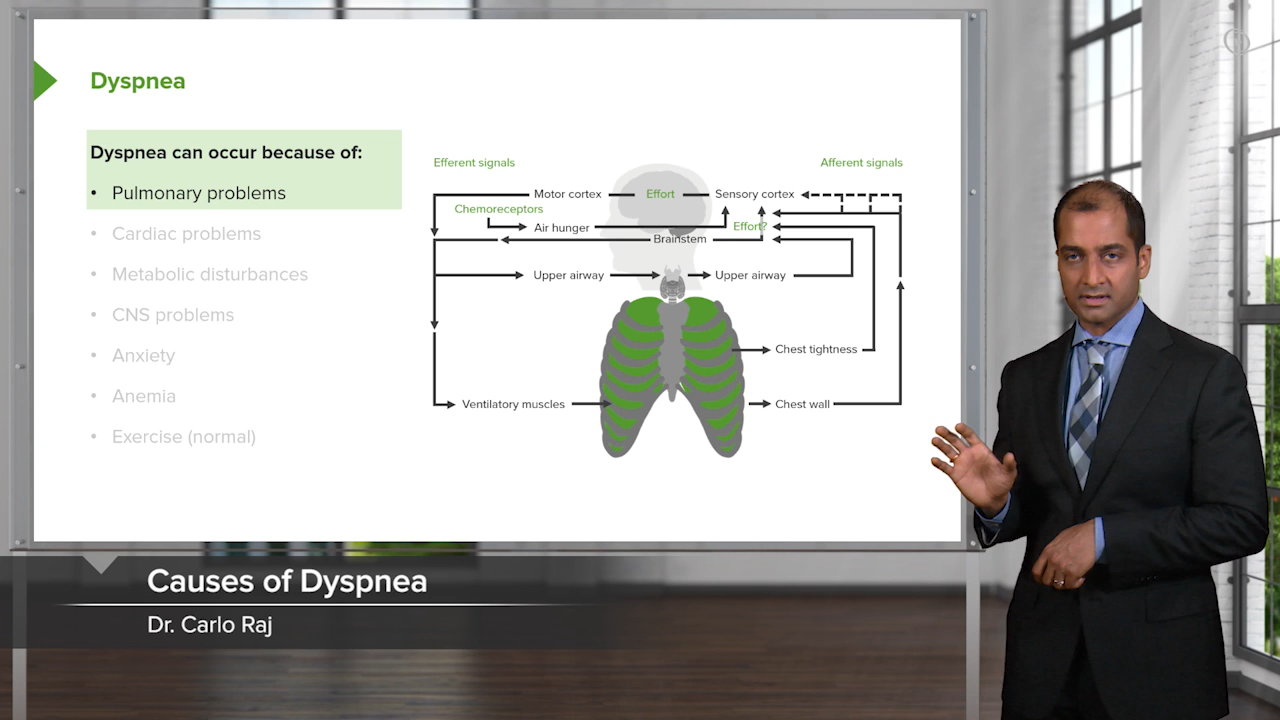 Dyspnea
Dyspnea can occur because of:
• Pulmonary problems
• Cardiac problems
• Metabolic disturbances
• CNS problems
• Anxiety
• Anemia
• Exercise (normal)
Efferent signals
Afferent signals
Motor cortex
Effort
Sensory cortex
Chemoreceptors
Air hunger
Effort?
Brainstem
Upper airway
Upper airway
Chest tightness
Ventilatory muscles
Chest wall
Causes of Dyspnea
Dr. Carlo Raj